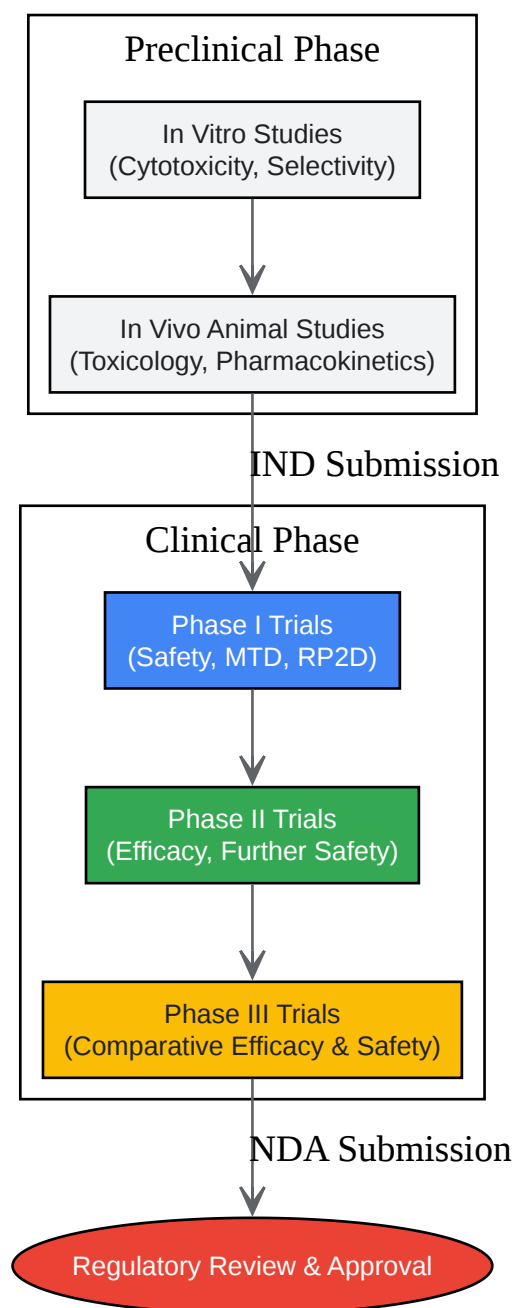 Preclinical Phase
In Vitro Studies
(Cytotoxicity, Selectivity)
In Vivo Animal Studies
(Toxicology, Pharmacokinetics)
IND Submission
Clinical Phase
Phase I Trials
(Safety, MTD, RP2D)
Phase II Trials
(Efficacy, Further Safety)
Phase III Trials
(Comparative Efficacy & Safety)
NDA Submission
Regulatory Review & Approval